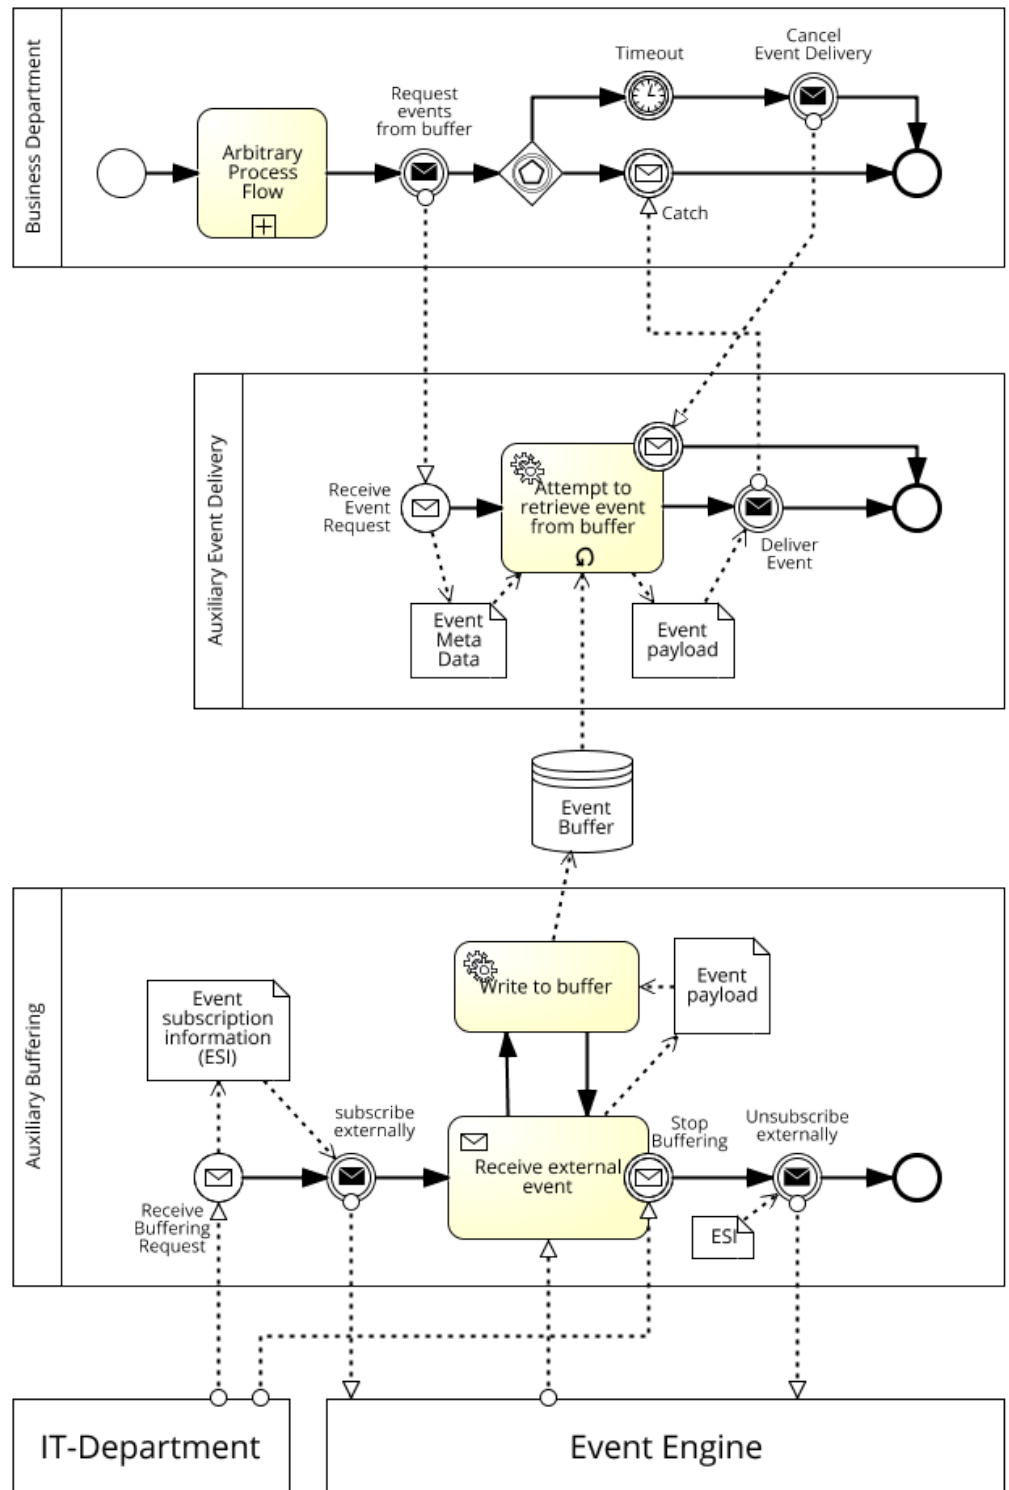 Business Department
Cancel
Event Delivery
Timeout
Request
events
from buffer
Arbitrary
Process
Flow
Catch
Auxiliary Event Delivery
Receive
Event
Request
Attempt to
retrieve event
from buffer
Deliver
Event
Event
Meta
Data
Event
payload
Event
Buffer
Auxiliary Buffering
Write to buffer
Event
payload
Event
subscription
information
(ESI)
subscribe
externally
Stop
Buffering
Unsubscribe
externally
Receive external
event
Receive
Buffering
Request
ESI
IT-Department
Event Engine